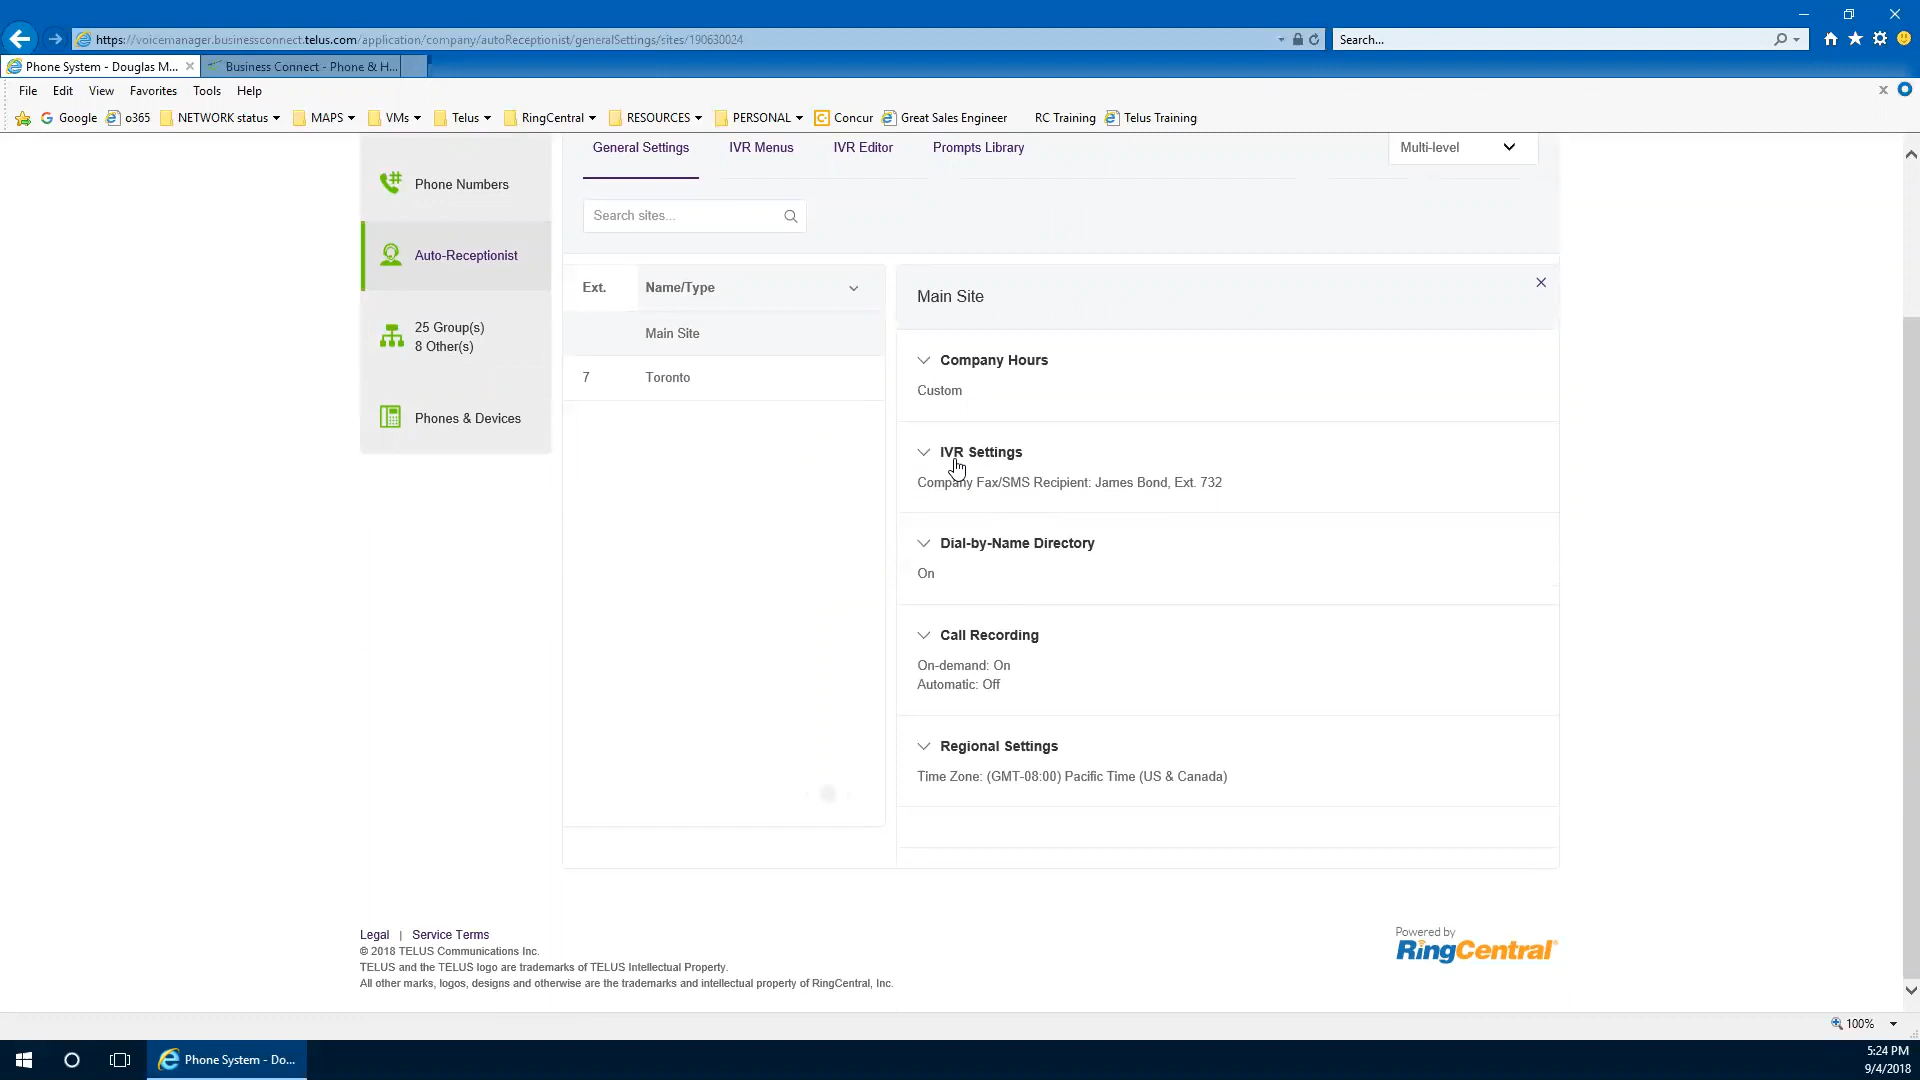 https://voicemanager.businessconnect.telus.com/application/company/autoReceptionist/generalSettings/sites/190630024
Search...
Phone System - Douglas M...
Business Connect - Phone & H...
File Edit View Favorites Tools Help
Google o365 NETWORK status MAPS VMs Telus RingCentral RESOURCES PERSONAL Concur Great Sales Engineer RC Training Telus Training
General Settings IVR Menus IVR Editor Prompts Library Multi-level
Phone Numbers
Search sites...
Auto-Receptionist
25 Group(s)
8 Other(s)
Phones & Devices
Ext. Name/Type
Main Site
7 Toronto
Main Site
Company Hours
Custom
IVR Settings
Company Fax/SMS Recipient: James Bond, Ext. 732
Dial-by-Name Directory
On
Call Recording
On-demand: On
Automatic: Off
Regional Settings
Time Zone: (GMT-08:00) Pacific Time (US & Canada)
Legal | Service Terms
© 2018 TELUS Communications Inc.
TELUS and the TELUS logo are trademarks of TELUS Intellectual Property.
All other marks, logos, designs and otherwise are the trademarks and intellectual property of RingCentral, Inc.
Powered by
RingCentral®
100%
Phone System - Do...
5:24 PM
9/4/2018